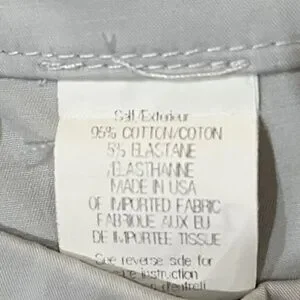 Self/Exterieur
95% COTTON/COTON
5% ELASTANE
/ELASTHANNE
MADE IN USA
OF IMPORTED FABRIC
FABRIQUE AUX EU
DE IMPORTEE TISSUE
See reverse side for
instruction